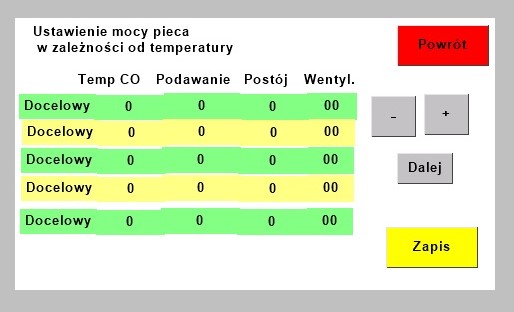 Ustawienie mocy pieca
w zależności od temperatury
Powrót
Temp CO Podawanie Postój Wentyl.
Docelowy 0 0 0 00
- +
Docelowy 0 0 0 00
Docelowy 0 0 0 00
Dalej
Docelowy 0 0 0 00
Docelowy 0 0 0 00
Zapis